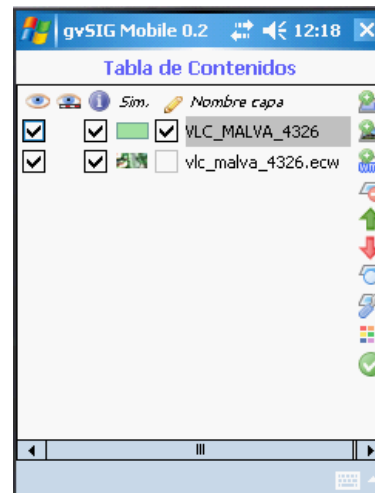 gvSIG Mobile 0.2 12:18
Tabla de Contenidos
Sim. Nombre capa
VLC_MALVA_4326
vlc_malva_4326.ecw